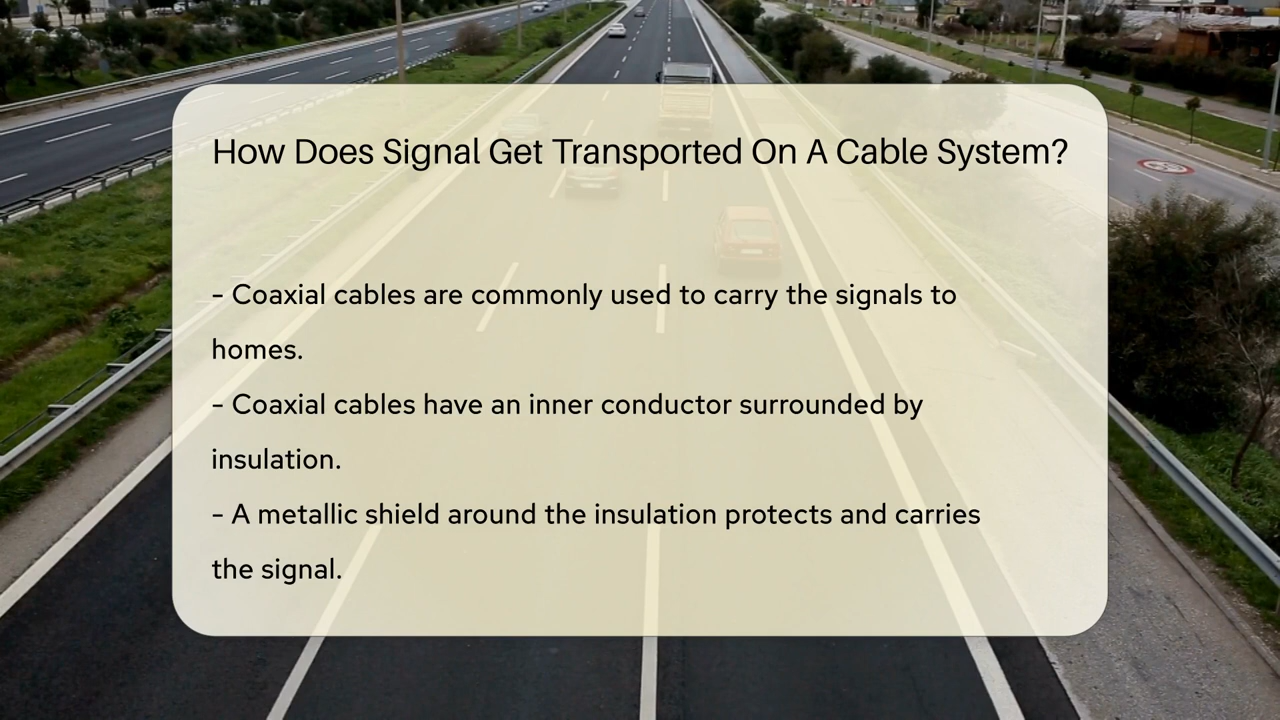 How Does Signal Get Transported On A Cable System?
- Coaxial cables are commonly used to carry the signals to
homes.
- Coaxial cables have an inner conductor surrounded by
insulation.
- A metallic shield around the insulation protects and carries
the signal.